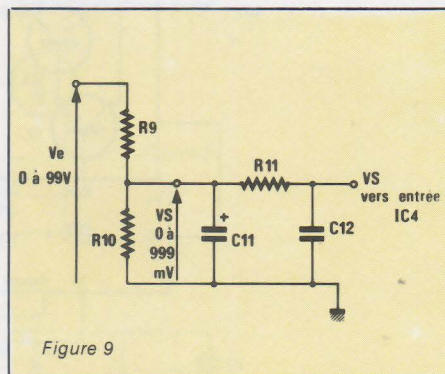 R9
Ve
0 à 99V
R11
VS
vers entrée
IC4
R10
VS
0 à
999
mV
+
C11
C12
Figure 9